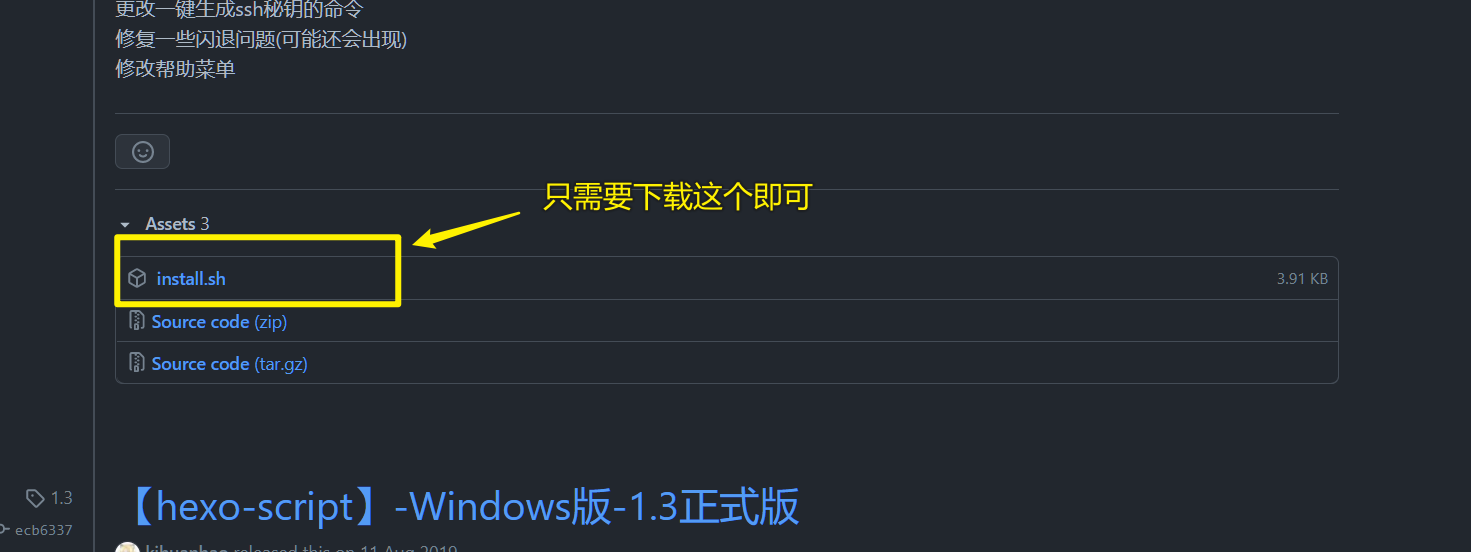 更改一键生成ssh秘钥的命令
修复一些闪退问题(可能还会出现)
修改帮助菜单
只需要下载这个即可
Assets 3
install.sh 3.91 KB
Source code (zip)
Source code (tar.gz)
1.3
【hexo-script】-Windows版-1.3正式版
ecb6337
released this on 11 Aug 2019